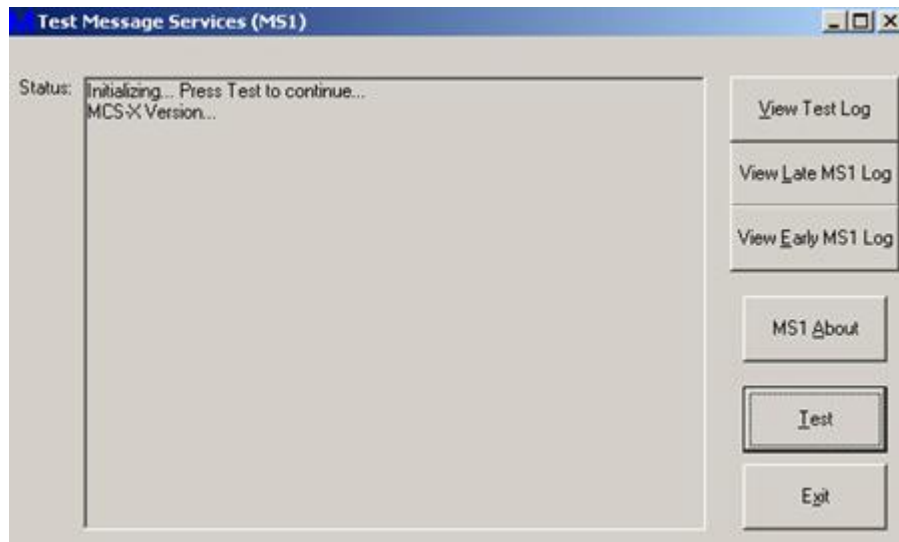 Test Message Services (MS1)
Status:
Initializing... Press Test to continue...
MCS-X Version...
View Test Log
View Late MS1 Log
View Early MS1 Log
MS1 About
Test
Exit